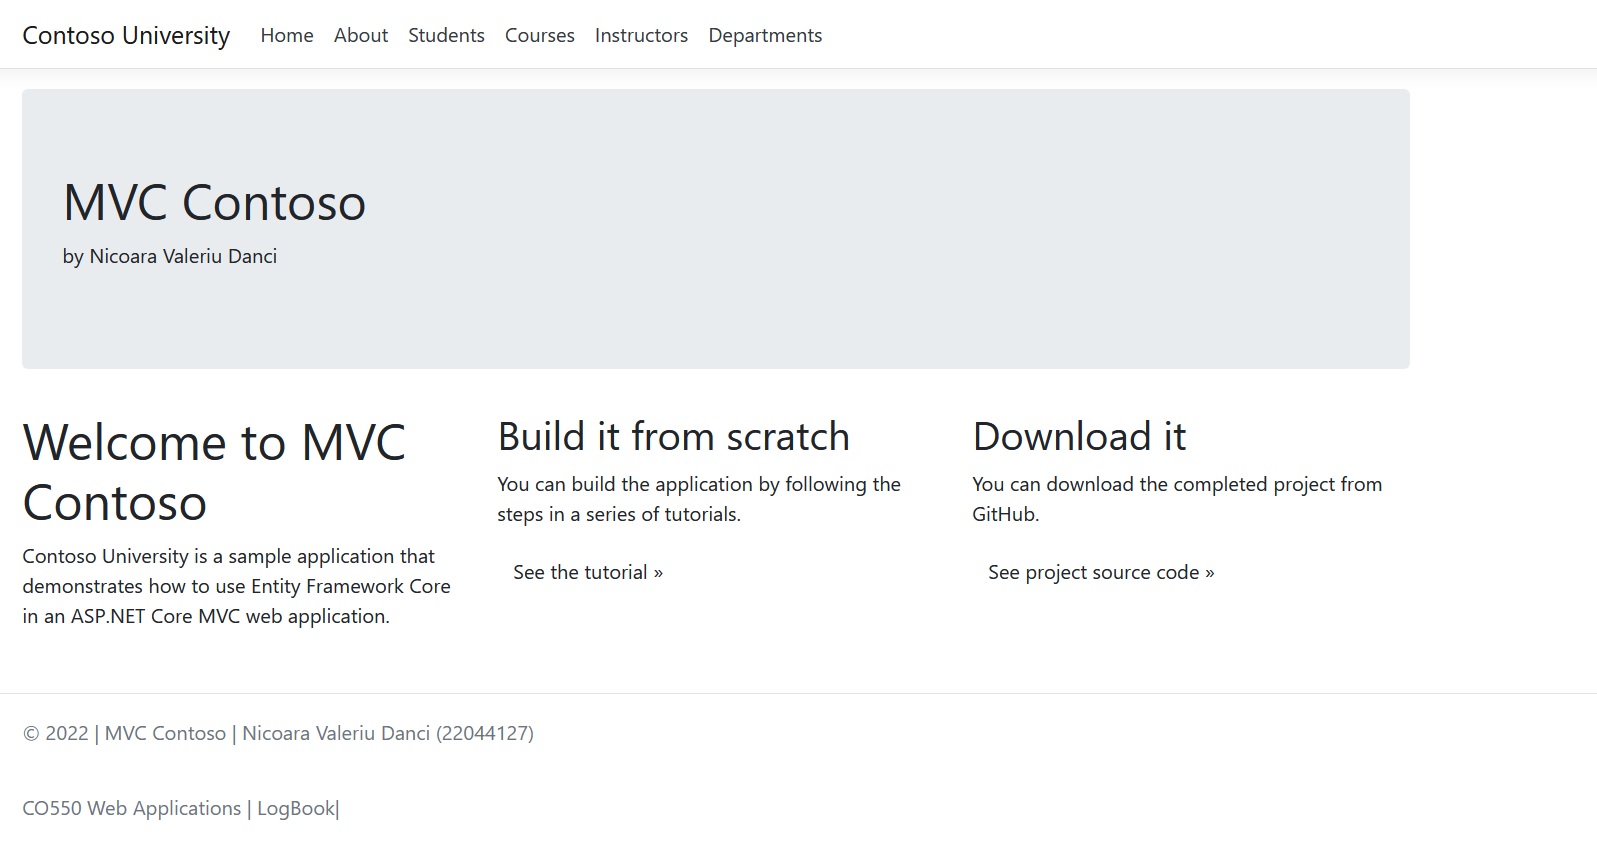 Contoso University Home About Students Courses Instructors Departments
MVC Contoso
by Nicoara Valeriu Danci
Welcome to MVC
Contoso
Contoso University is a sample application that
demonstrates how to use Entity Framework Core
in an ASP.NET Core MVC web application.
Build it from scratch
You can build the application by following the
steps in a series of tutorials.
See the tutorial »
Download it
You can download the completed project from
GitHub.
See project source code »
© 2022 | MVC Contoso | Nicoara Valeriu Danci (22044127)
CO550 Web Applications | LogBook|